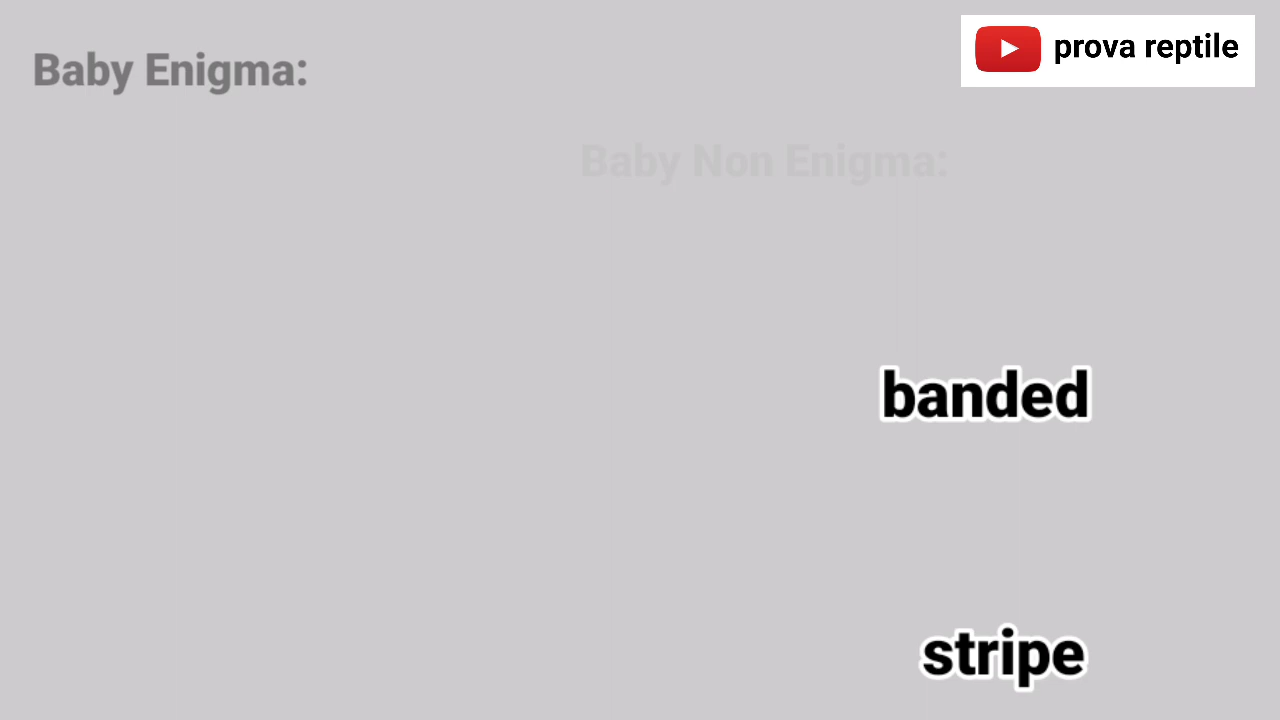 Baby Enigma:
prova reptile
Baby Non Enigma:
banded
stripe